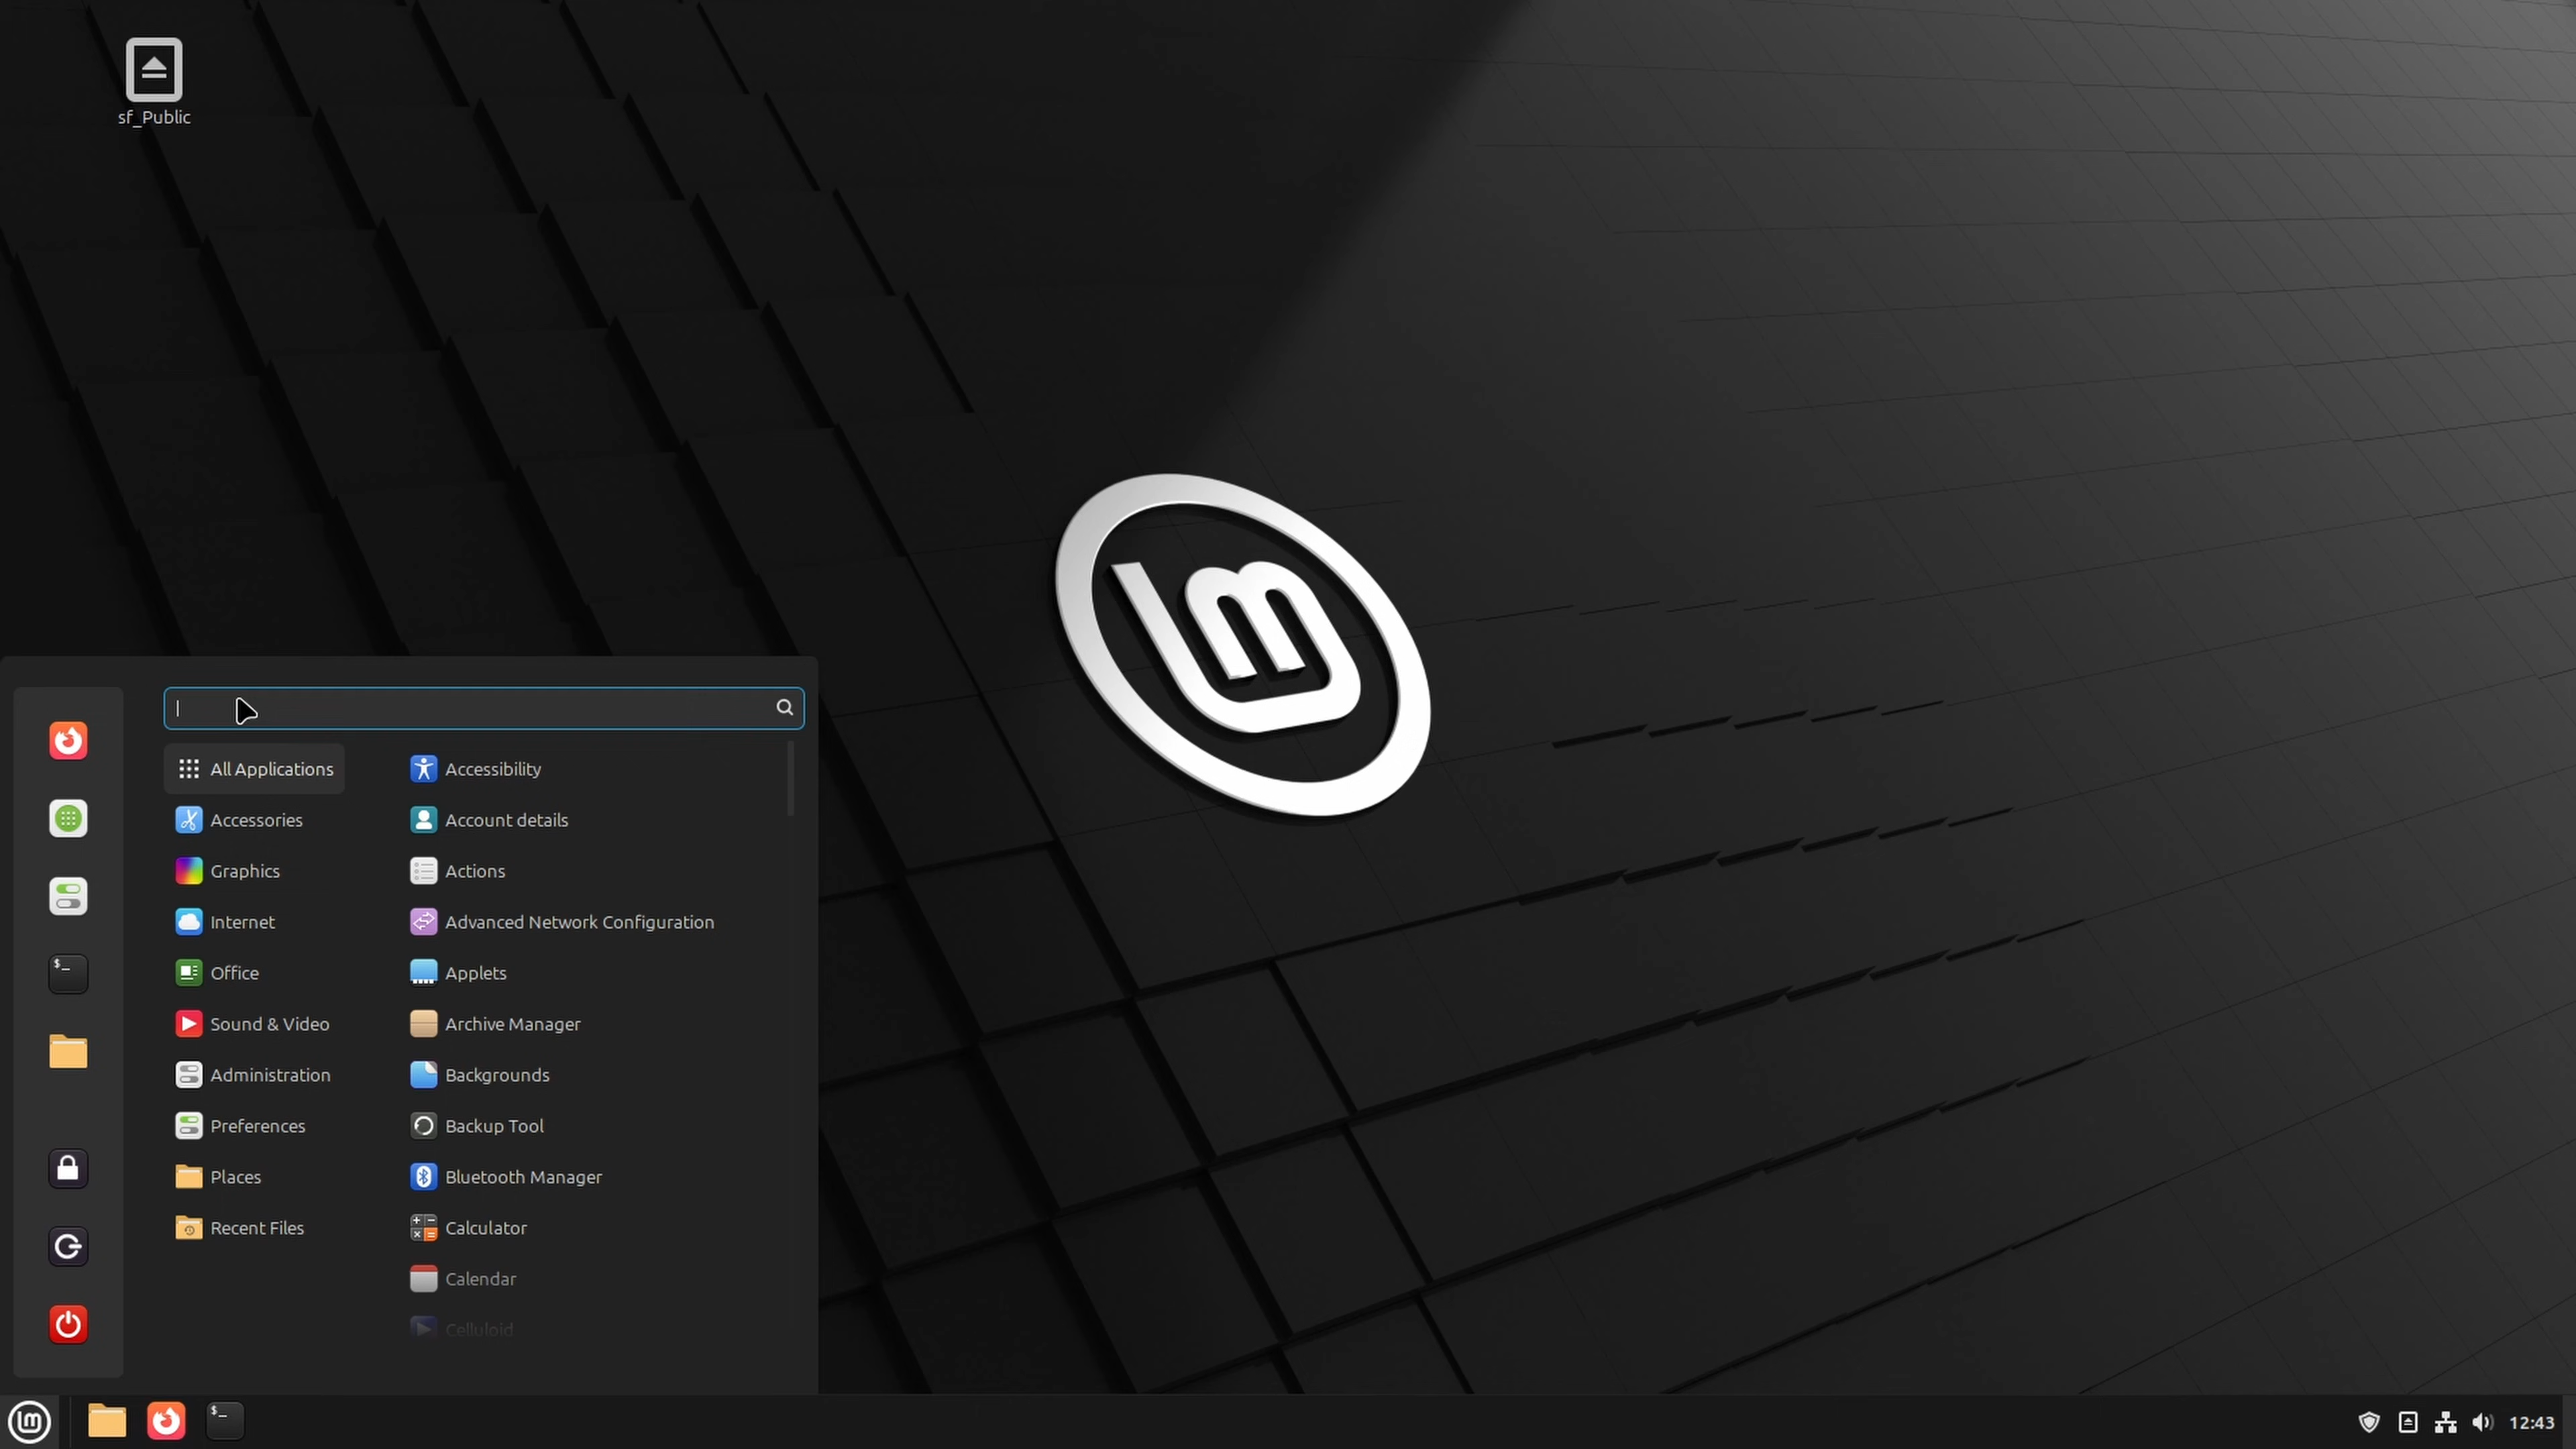 sf_Public
All Applications
Accessories
Graphics
Internet
Office
Sound & Video
Administration
Preferences
Places
Recent Files
Accessibility
Account details
Actions
Advanced Network Configuration
Applets
Archive Manager
Backgrounds
Backup Tool
Bluetooth Manager
Calculator
Calendar
Celluloid
12:43